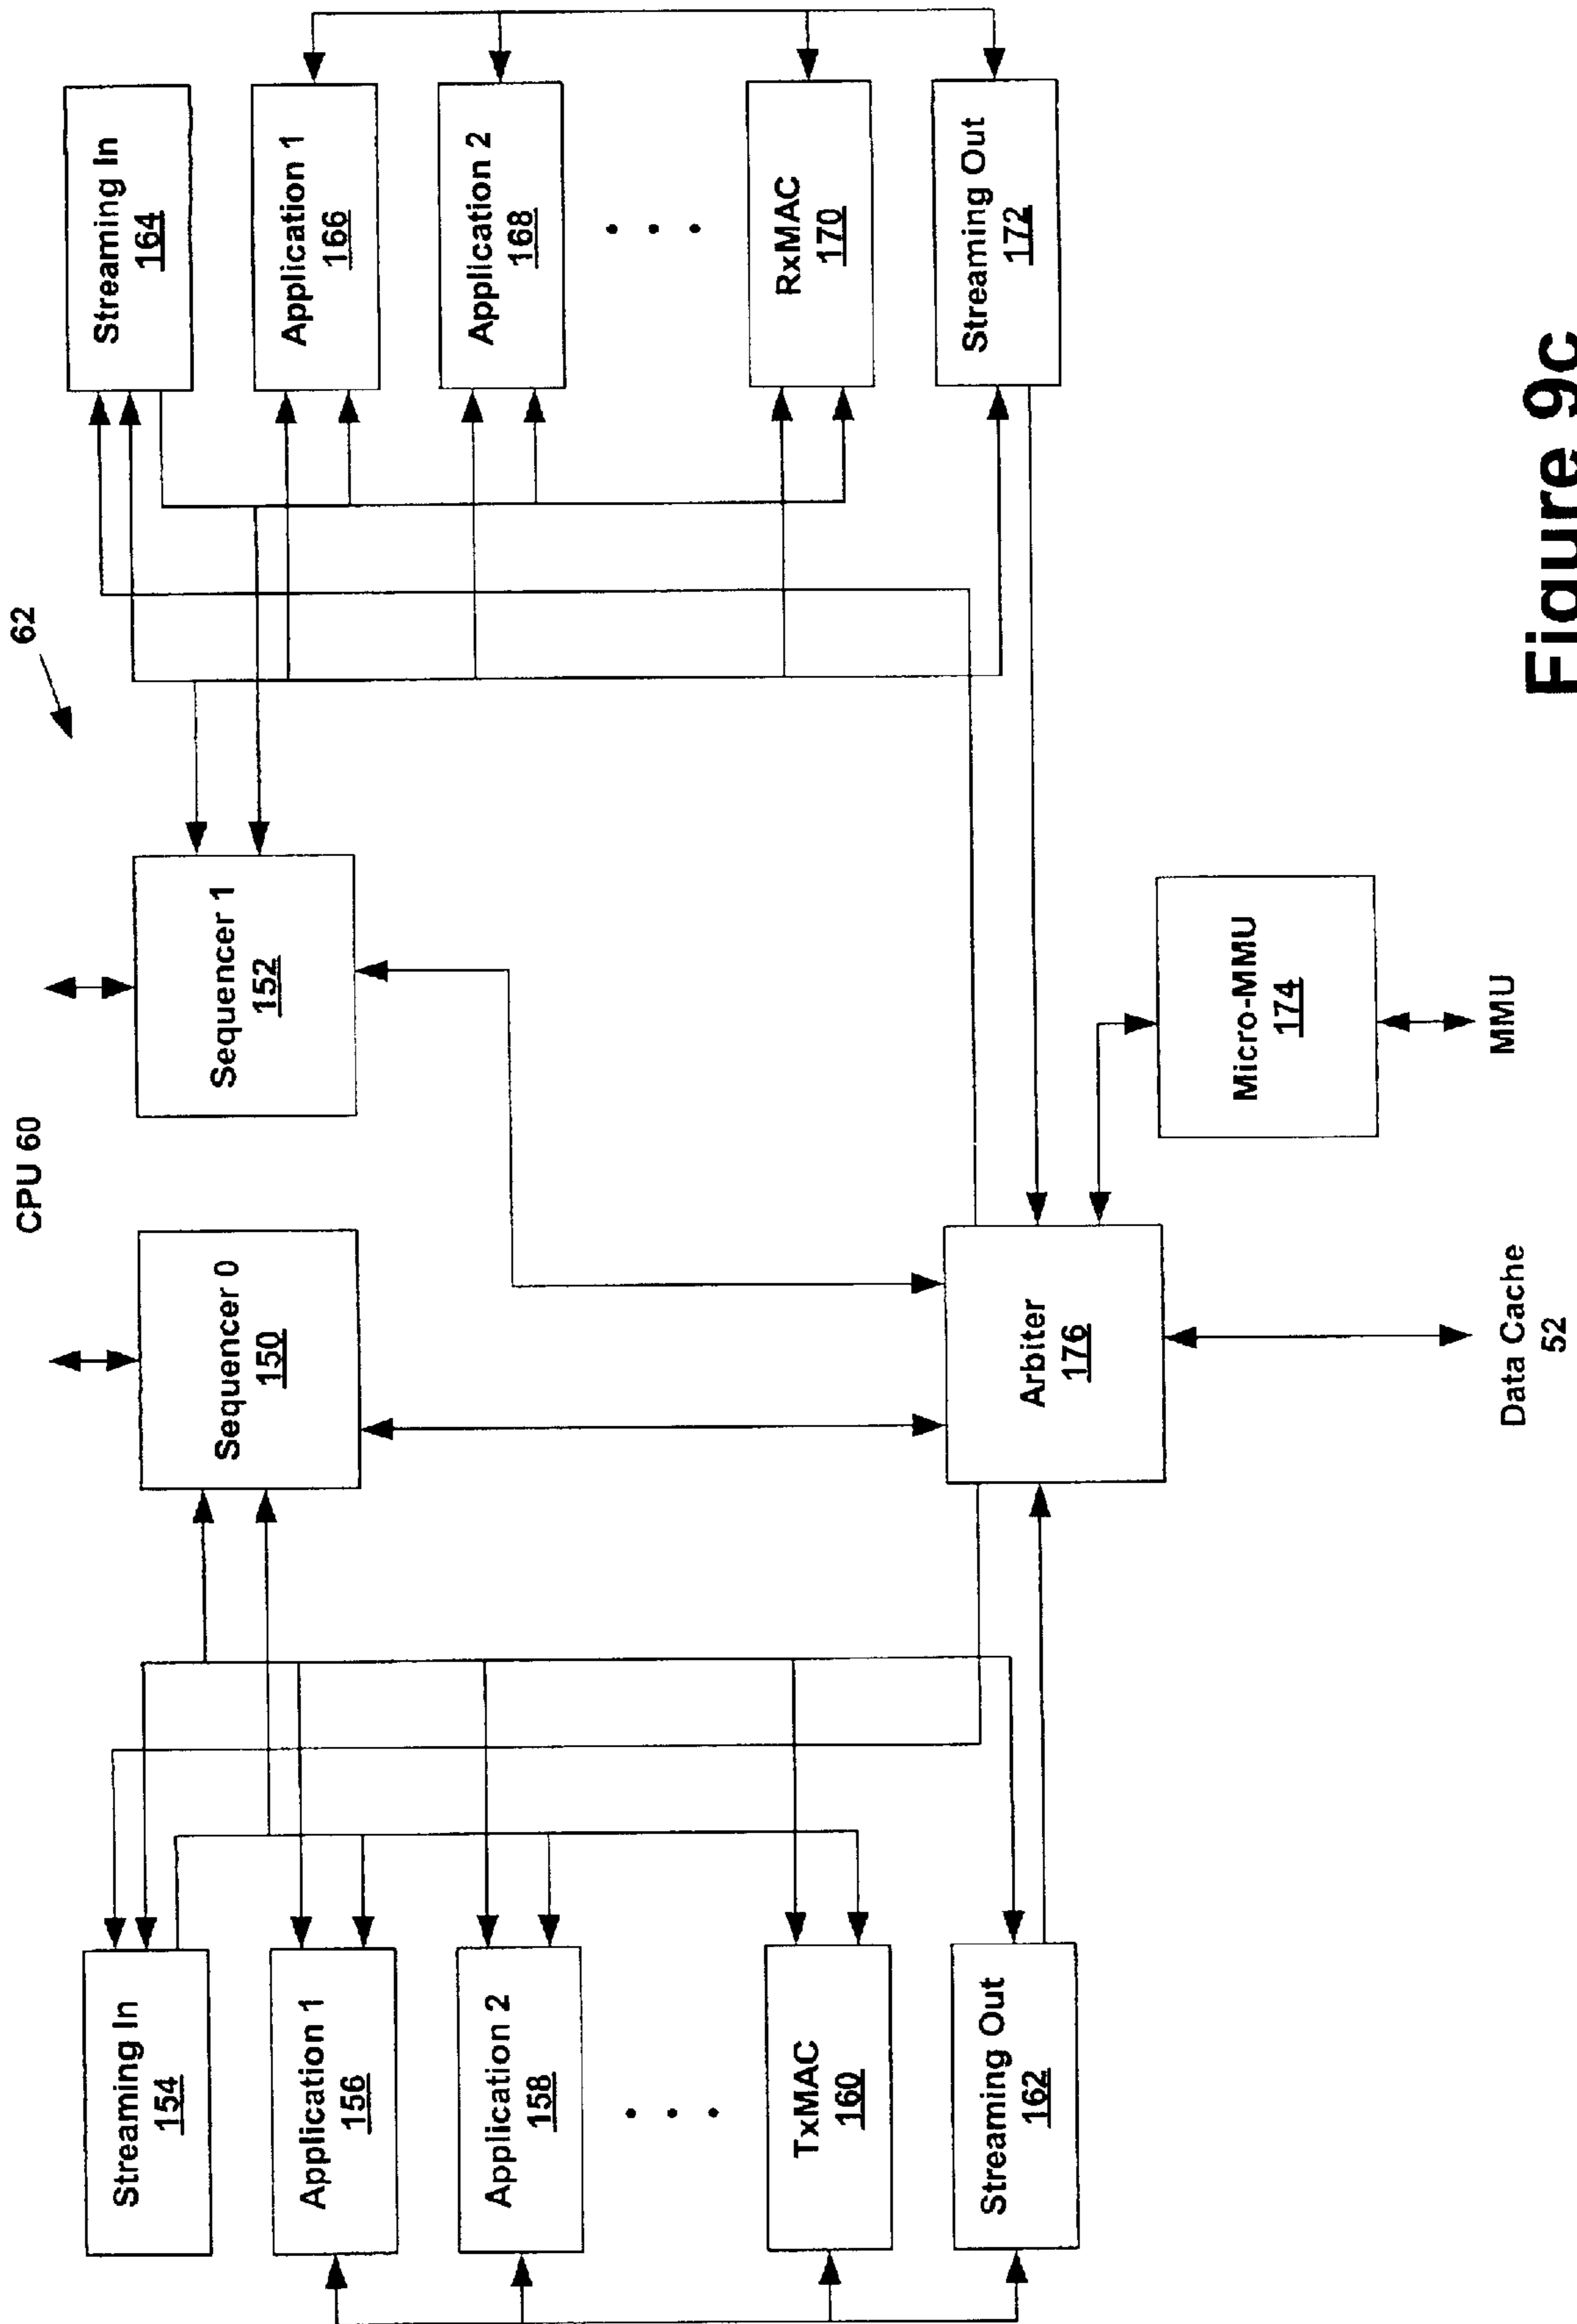 62
CPU 60
Streaming In
154
Sequencer 0
150
Sequencer 1
152
Streaming In
164
Application 1
156
Application 1
166
Application 2
158
Application 2
168
. . .
. . .
TxMAC
160
RxMAC
170
Streaming Out
162
Arbiter
176
Streaming Out
172
Micro-MMU
174
Data Cache
52
MMU
Figure 9c